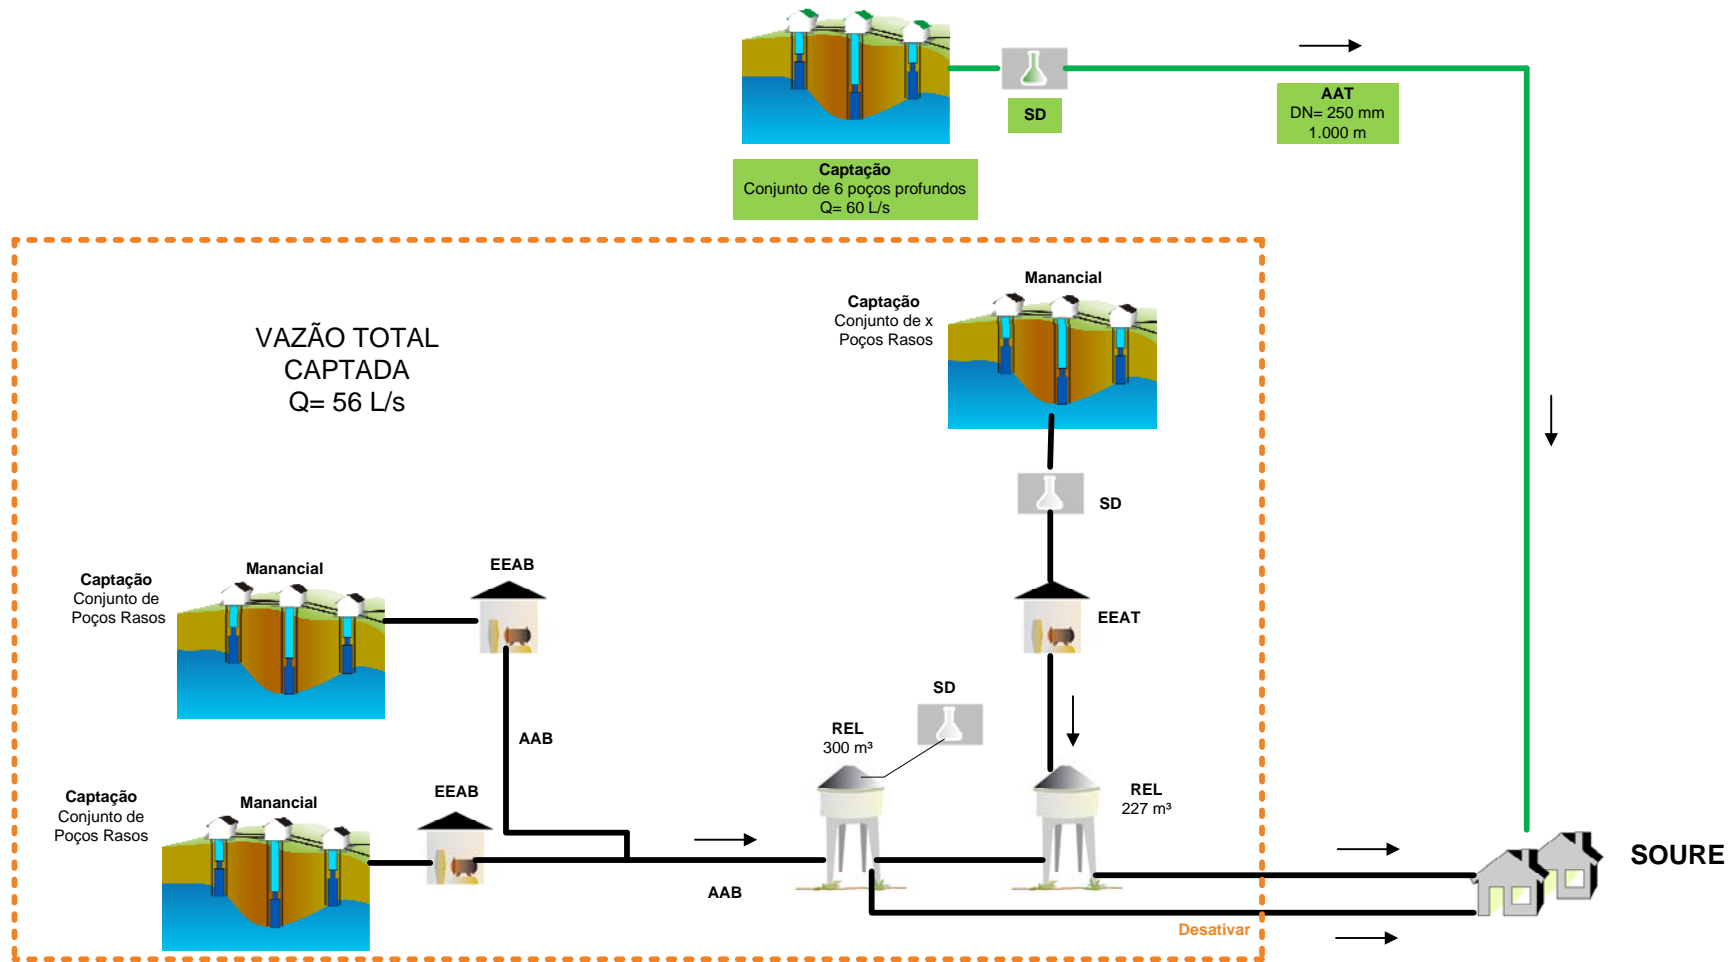 SD
AAT
DN= 250 mm
1.000 m
Captação
Conjunto de 6 poços profundos
Q= 60 L/s
VAZÃO TOTAL
CAPTADA
Q= 56 L/s
Manancial
Captação
Conjunto de x
Poços Rasos
SD
EEAT
Captação
Conjunto de
Poços Rasos
Manancial
EEAB
AAB
SD
REL
300 m³
REL
227 m³
Captação
Conjunto de
Poços Rasos
Manancial
EEAB
AAB
SOURE
Desativar